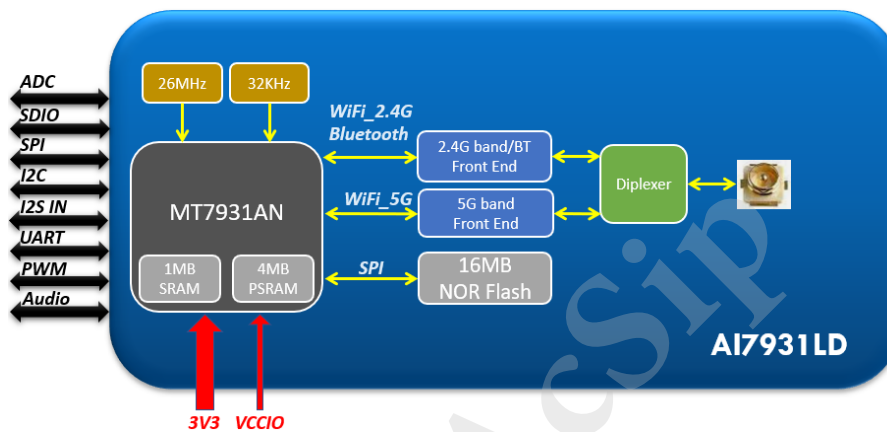 ADC
SDIO
SPI
I2C
I2S IN
UART
PWM
Audio
26MHz
32KHz
MT7931AN
1MB
SRAM
4MB
PSRAM
3V3
VCCIO
WiFi_2.4G
Bluetooth
WiFi_5G
SPI
2.4G band/BT
Front End
5G band
Front End
16MB
NOR Flash
Diplexer
AI7931LD
AcSip